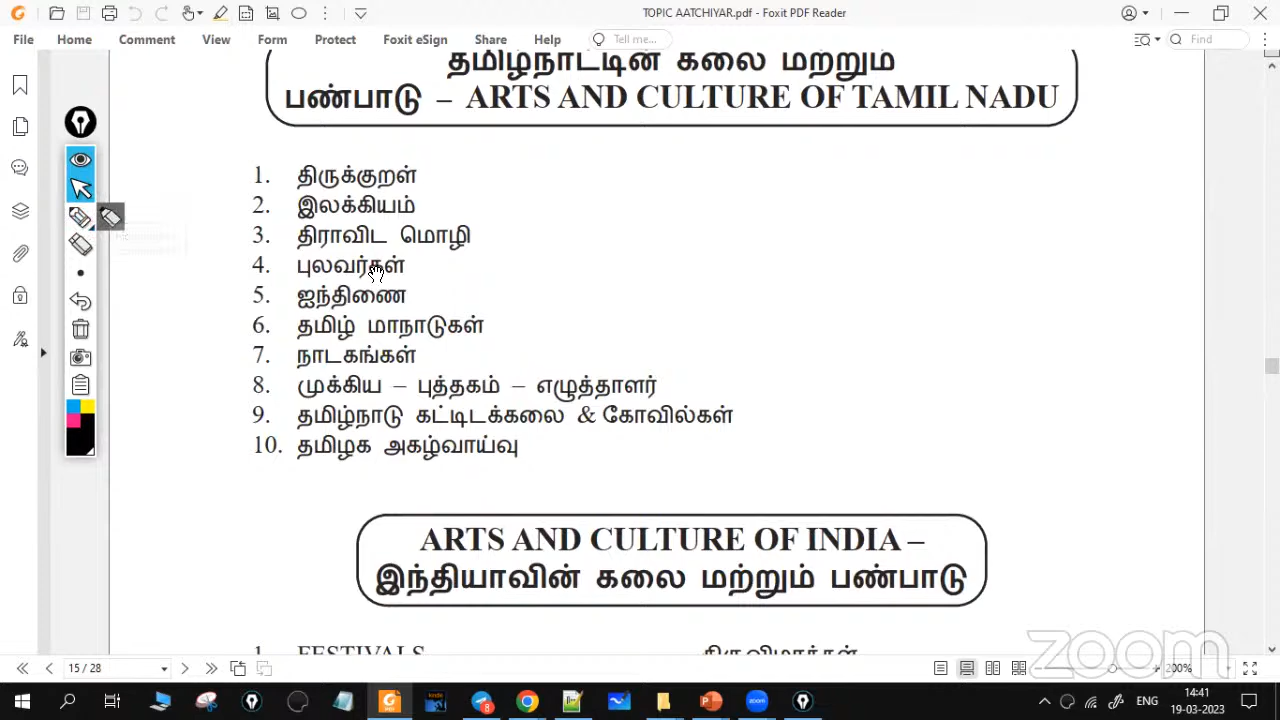 TOPIC AATCHIYAR.pdf - Foxit PDF Reader
File Home Comment View Form Protect Foxit eSign Share Help Tell me... Find
தமிழ்நாட்டின் கலை மற்றும்
பண்பாடு – ARTS AND CULTURE OF TAMIL NADU
1. திருக்குறள்
2. இலக்கியம்
3. திராவிட மொழி
4. புலவர்கள்
5. ஐந்திணை
6. தமிழ் மாநாடுகள்
7. நாடகங்கள்
8. முக்கிய – புத்தகம் – எழுத்தாளர்
9. தமிழ்நாடு கட்டிடக்கலை & கோவில்கள்
10. தமிழக அகழ்வாய்வு
ARTS AND CULTURE OF INDIA –
இந்தியாவின் கலை மற்றும் பண்பாடு
1. FESTIVALS திருவிழாக்கள்
zoom
15 / 28 200%
ENG 14:41
19-03-2023